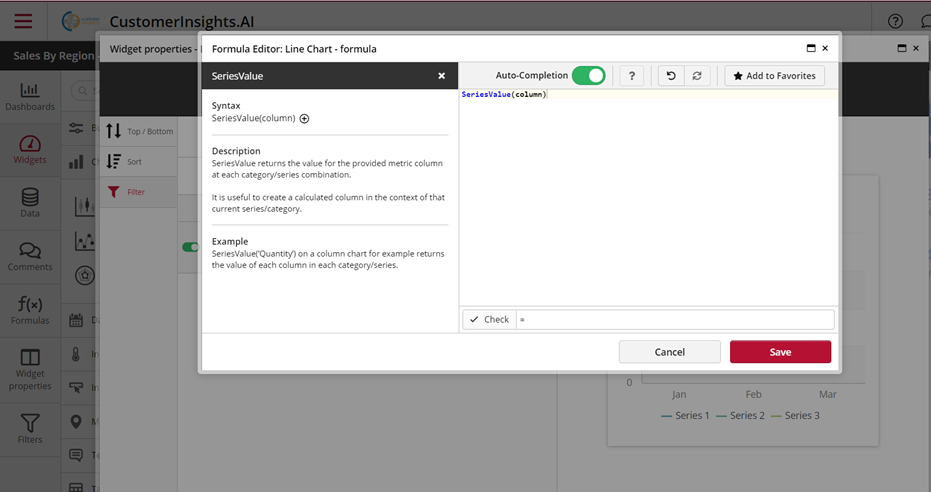 CustomerInsights.AI
Sales By Region
Widget properties -
Formula Editor: Line Chart - formula
SeriesValue
Auto-Completion
?
Add to Favorites
Syntax
SeriesValue(column)
Description
SeriesValue returns the value for the provided metric column
at each category/series combination.
It is useful to create a calculated column in the context of that
current series/category.
Example
SeriesValue('Quantity') on a column chart for example returns
the value of each column in each category/series.
SeriesValue(column)
Check =
Cancel
Save
Dashboards
Widgets
Data
Comments
f(x)
Formulas
Widget
properties
Filters
Top / Bottom
Sort
Filter
0
Jan Feb Mar
Series 1 Series 2 Series 3